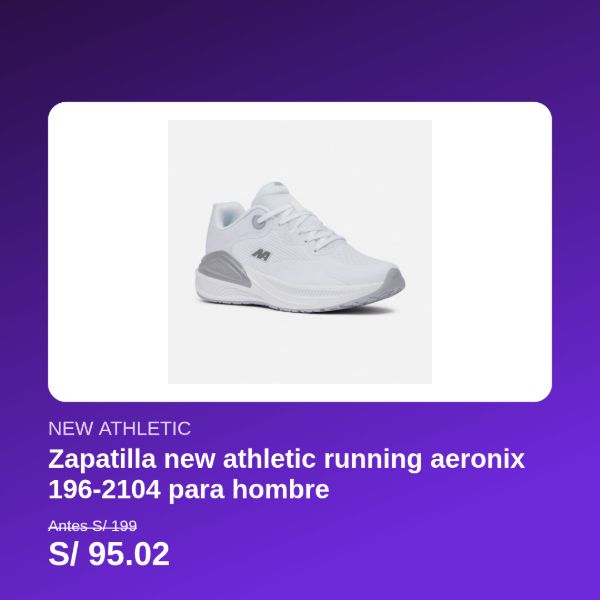 NEW ATHLETIC
Zapatilla new athletic running aeronix
196-2104 para hombre
Antes S/ 199
S/ 95.02